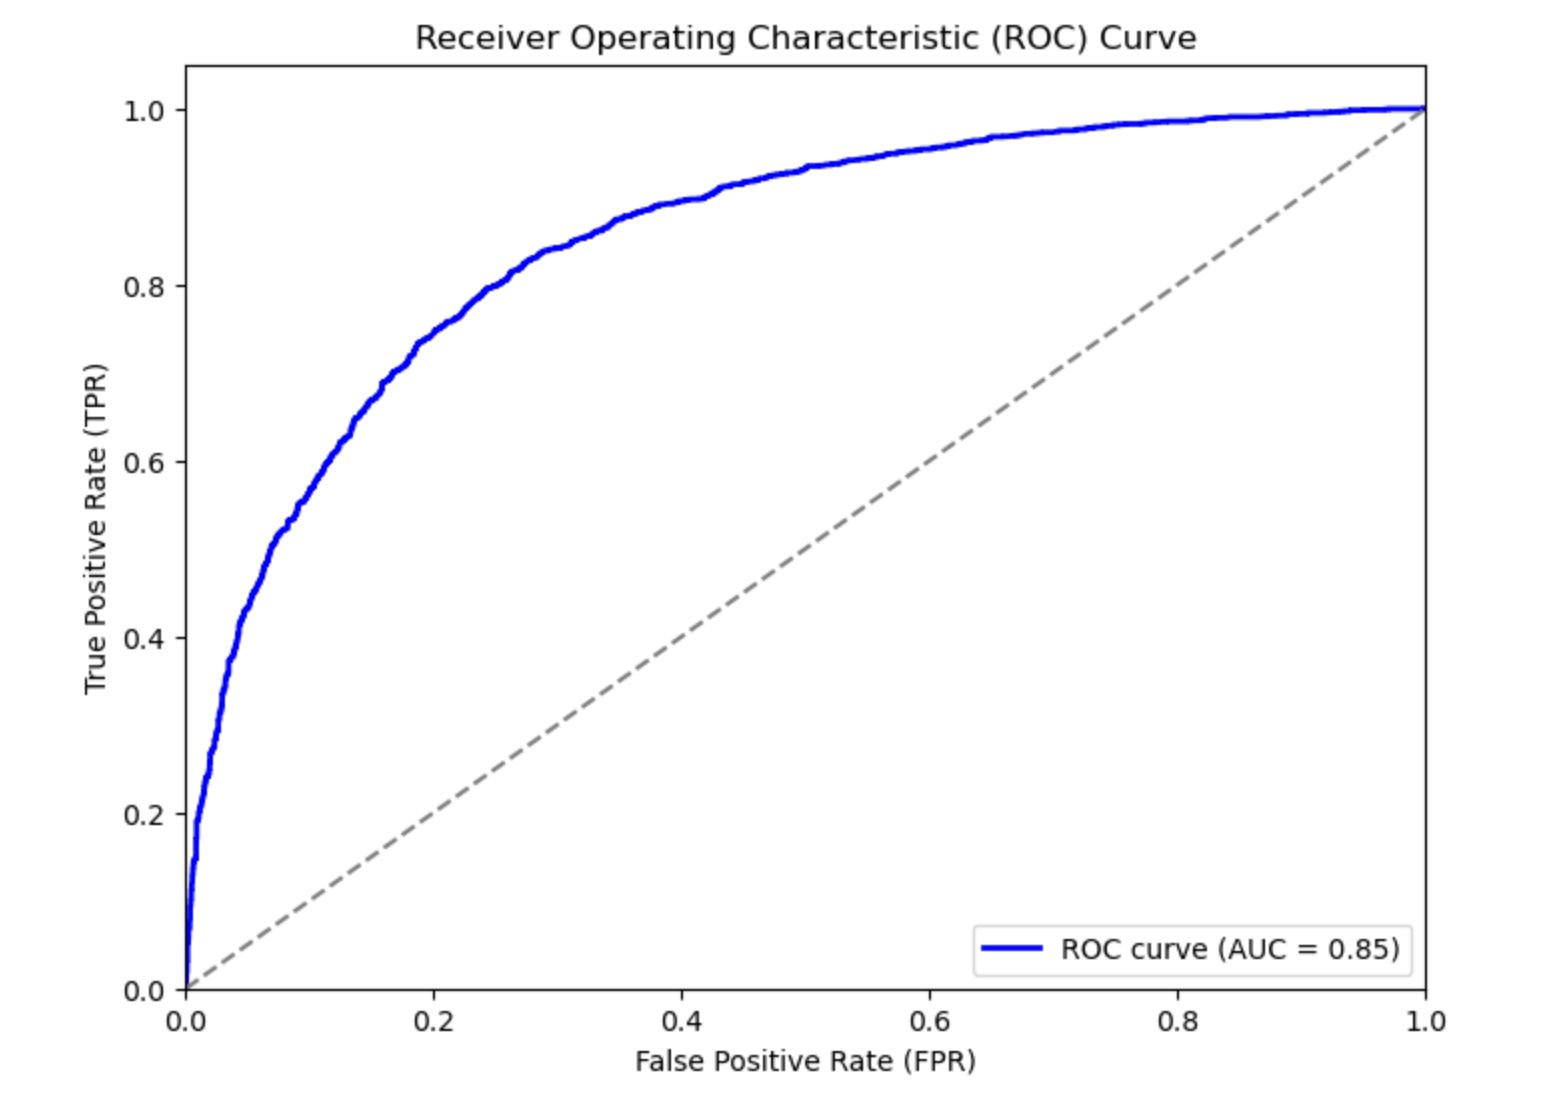 Receiver Operating Characteristic (ROC) Curve
1.0
0.8
0.6
0.4
0.2
0.0
True Positive Rate (TPR)
ROC curve (AUC = 0.85)
0.0 0.2 0.4 0.6 0.8 1.0
False Positive Rate (FPR)